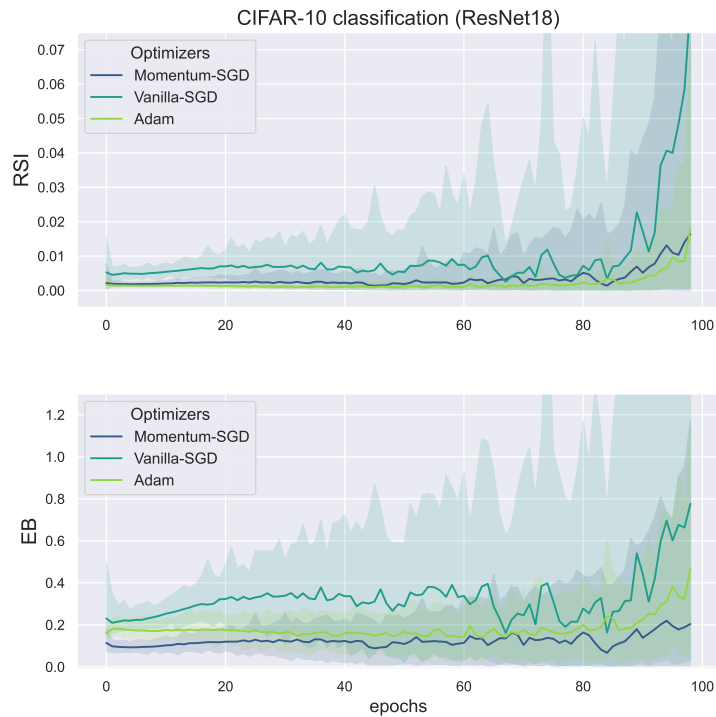 CIFAR-10 classification (ResNet18)
RSI
0.07
0.06
0.05
0.04
0.03
0.02
0.01
0.00
Optimizers
Momentum-SGD
Vanilla-SGD
Adam
0 20 40 60 80 100
EB
1.2
1.0
0.8
0.6
0.4
0.2
0.0
Optimizers
Momentum-SGD
Vanilla-SGD
Adam
0 20 40 60 80 100
epochs